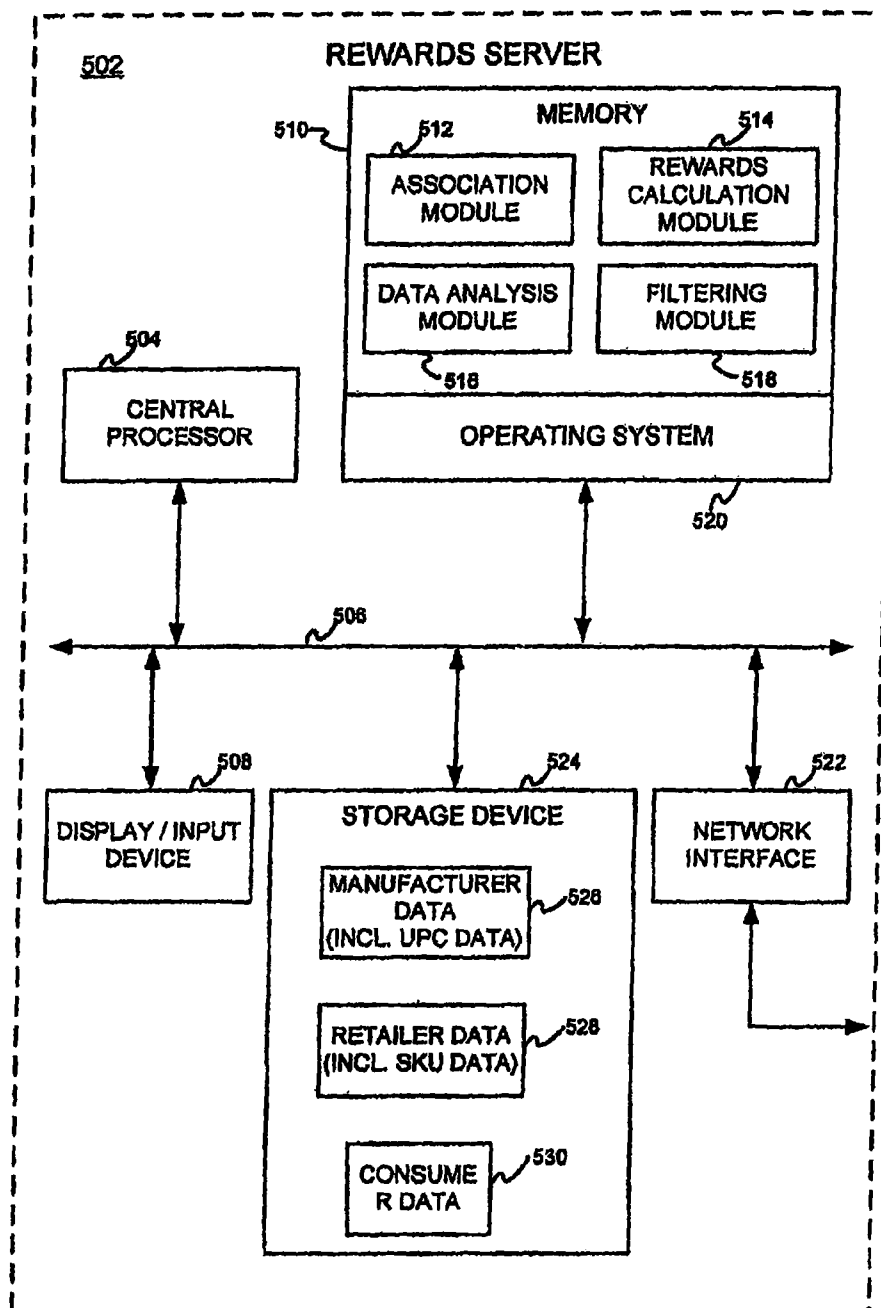 502
REWARDS SERVER
MEMORY
510
512
514
ASSOCIATION
MODULE
REWARDS
CALCULATION
MODULE
DATA ANALYSIS
MODULE
FILTERING
MODULE
516
518
504
CENTRAL
PROCESSOR
OPERATING SYSTEM
520
506
508
524
522
DISPLAY / INPUT
DEVICE
STORAGE DEVICE
NETWORK
INTERFACE
MANUFACTURER
DATA
(INCL. UPC DATA)
526
RETAILER DATA
(INCL. SKU DATA)
528
CONSUME
R DATA
530